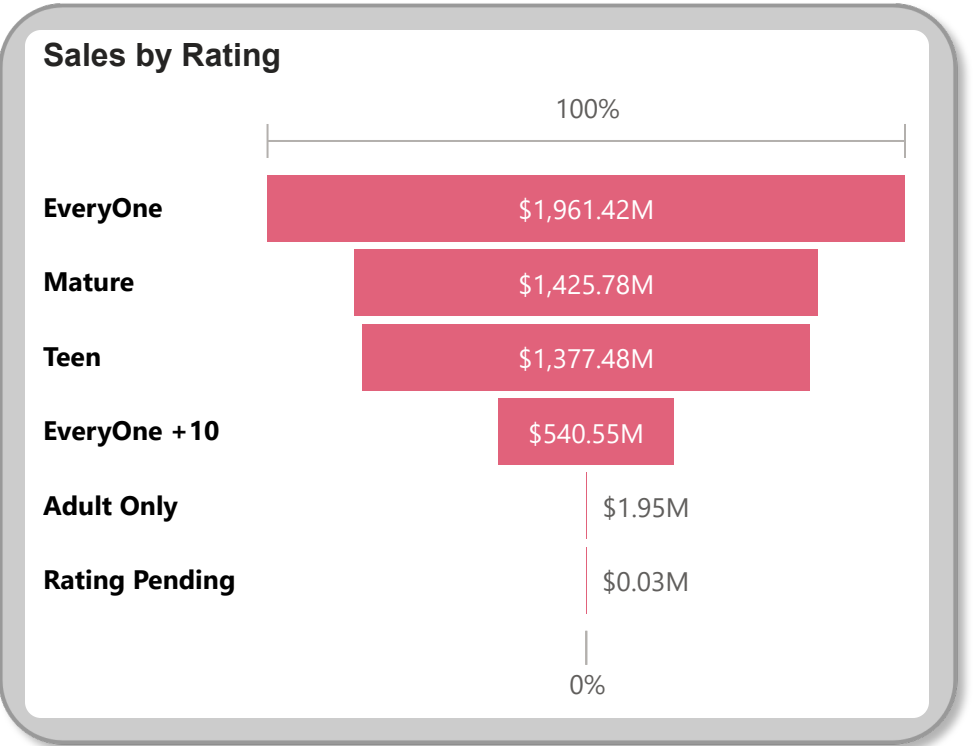 Sales by Rating
100%
EveryOne $1,961.42M
Mature $1,425.78M
Teen $1,377.48M
EveryOne +10 $540.55M
Adult Only $1.95M
Rating Pending $0.03M
0%